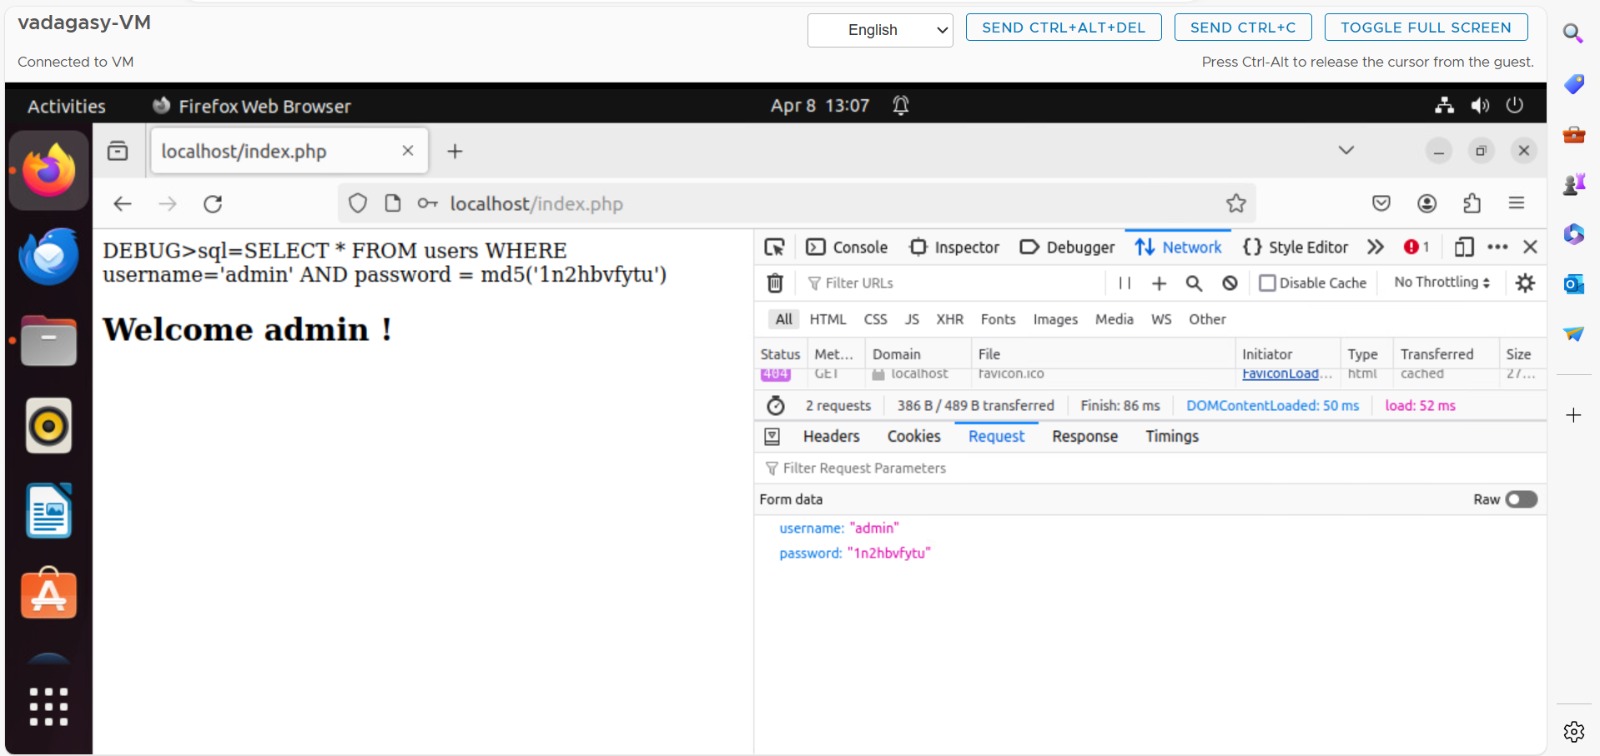 vadagasy-VM
English
SEND CTRL+ALT+DEL
SEND CTRL+C
TOGGLE FULL SCREEN
Connected to VM
Press Ctrl-Alt to release the cursor from the guest.
Activities
Firefox Web Browser
Apr 8 13:07
localhost/index.php
localhost/index.php
DEBUG>sql=SELECT * FROM users WHERE
username='admin' AND password = md5('1n2hbvfytu')
Welcome admin !
Console Inspector Debugger Network Style Editor 1
Filter URLs Disable Cache No Throttling
All HTML CSS JS XHR Fonts Images Media WS Other
Status Met... Domain File Initiator Type Transferred Size
404 GET localhost favicon.ico FaviconLoad... html cached 27...
2 requests 386 B / 489 B transferred Finish: 86 ms DOMContentLoaded: 50 ms load: 52 ms
Headers Cookies Request Response Timings
Filter Request Parameters
Form data Raw
username: "admin"
password: "1n2hbvfytu"